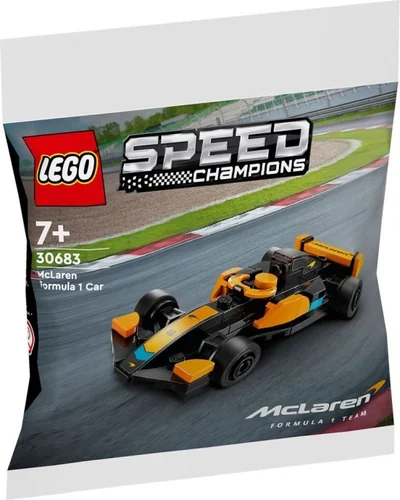 LEGO
SPEED
CHAMPIONS
7+
30683
McLaren
Formula 1 Car
McLaren
FORMULA 1 TEAM